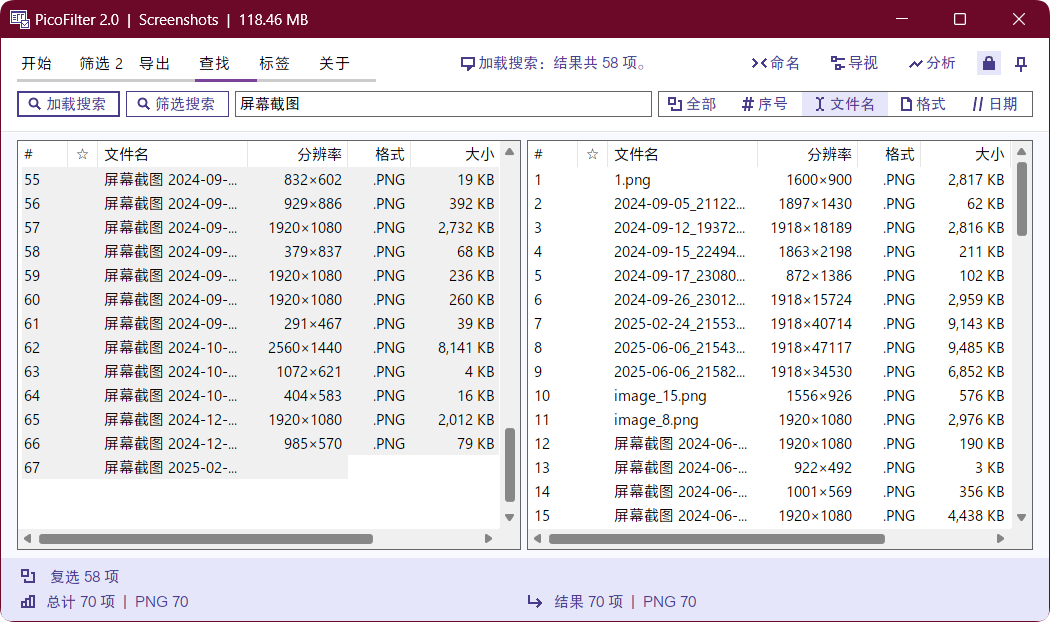 PicoFilter 2.0 | Screenshots | 118.46 MB
开始 筛选 2 导出 查找 标签 关于 加载搜索：结果共 58 项。 命名 导视 分析
加载搜索 筛选搜索 屏幕截图 全部 # 序号 文件名 格式 // 日期
# ☆ 文件名 分辨率 格式 大小
55 屏幕截图 2024-09-... 832×602 .PNG 19 KB
56 屏幕截图 2024-09-... 929×886 .PNG 392 KB
57 屏幕截图 2024-09-... 1920×1080 .PNG 2,732 KB
58 屏幕截图 2024-09-... 379×837 .PNG 68 KB
59 屏幕截图 2024-09-... 1920×1080 .PNG 236 KB
60 屏幕截图 2024-09-... 1920×1080 .PNG 260 KB
61 屏幕截图 2024-09-... 291×467 .PNG 39 KB
62 屏幕截图 2024-10-... 2560×1440 .PNG 8,141 KB
63 屏幕截图 2024-10-... 1072×621 .PNG 4 KB
64 屏幕截图 2024-10-... 404×583 .PNG 16 KB
65 屏幕截图 2024-12-... 1920×1080 .PNG 2,012 KB
66 屏幕截图 2024-12-... 985×570 .PNG 79 KB
67 屏幕截图 2025-02-...
# ☆ 文件名 分辨率 格式 大小
1 1.png 1600×900 .PNG 2,817 KB
2 2024-09-05_21122... 1897×1430 .PNG 62 KB
3 2024-09-12_19372... 1918×18189 .PNG 2,816 KB
4 2024-09-15_22494... 1863×2198 .PNG 211 KB
5 2024-09-17_23080... 872×1386 .PNG 102 KB
6 2024-09-26_23012... 1918×15724 .PNG 2,959 KB
7 2025-02-24_21553... 1918×40714 .PNG 9,143 KB
8 2025-06-06_21543... 1918×47117 .PNG 9,485 KB
9 2025-06-06_21582... 1918×34530 .PNG 6,852 KB
10 image_15.png 1556×926 .PNG 576 KB
11 image_8.png 1920×1080 .PNG 2,976 KB
12 屏幕截图 2024-06-... 1920×1080 .PNG 190 KB
13 屏幕截图 2024-06-... 922×492 .PNG 3 KB
14 屏幕截图 2024-06-... 1001×569 .PNG 356 KB
15 屏幕截图 2024-06-... 1920×1080 .PNG 4,438 KB
复选 58 项
总计 70 项 | PNG 70
结果 70 项 | PNG 70